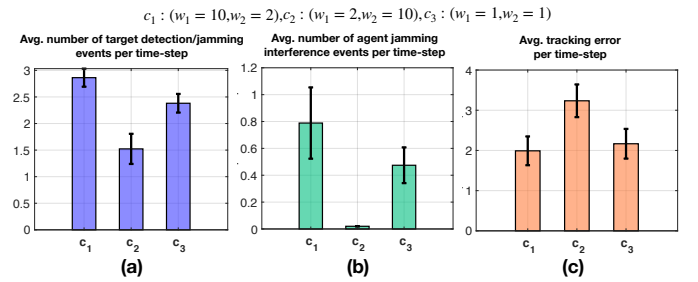 c₁ : (w₁ = 10,w₂ = 2),c₂ : (w₁ = 2,w₂ = 10),c₃ : (w₁ = 1,w₂ = 1)
Avg. number of target detection/jamming
events per time-step
3
2.5
2
1.5
1
0.5
0
c₁
c₂
c₃
(a)
Avg. number of agent jamming
interference events per time-step
1.2
1
0.8
0.6
0.4
0.2
0
c₁
c₂
c₃
(b)
Avg. tracking error
per time-step
4
3
2
1
0
c₁
c₂
c₃
(c)